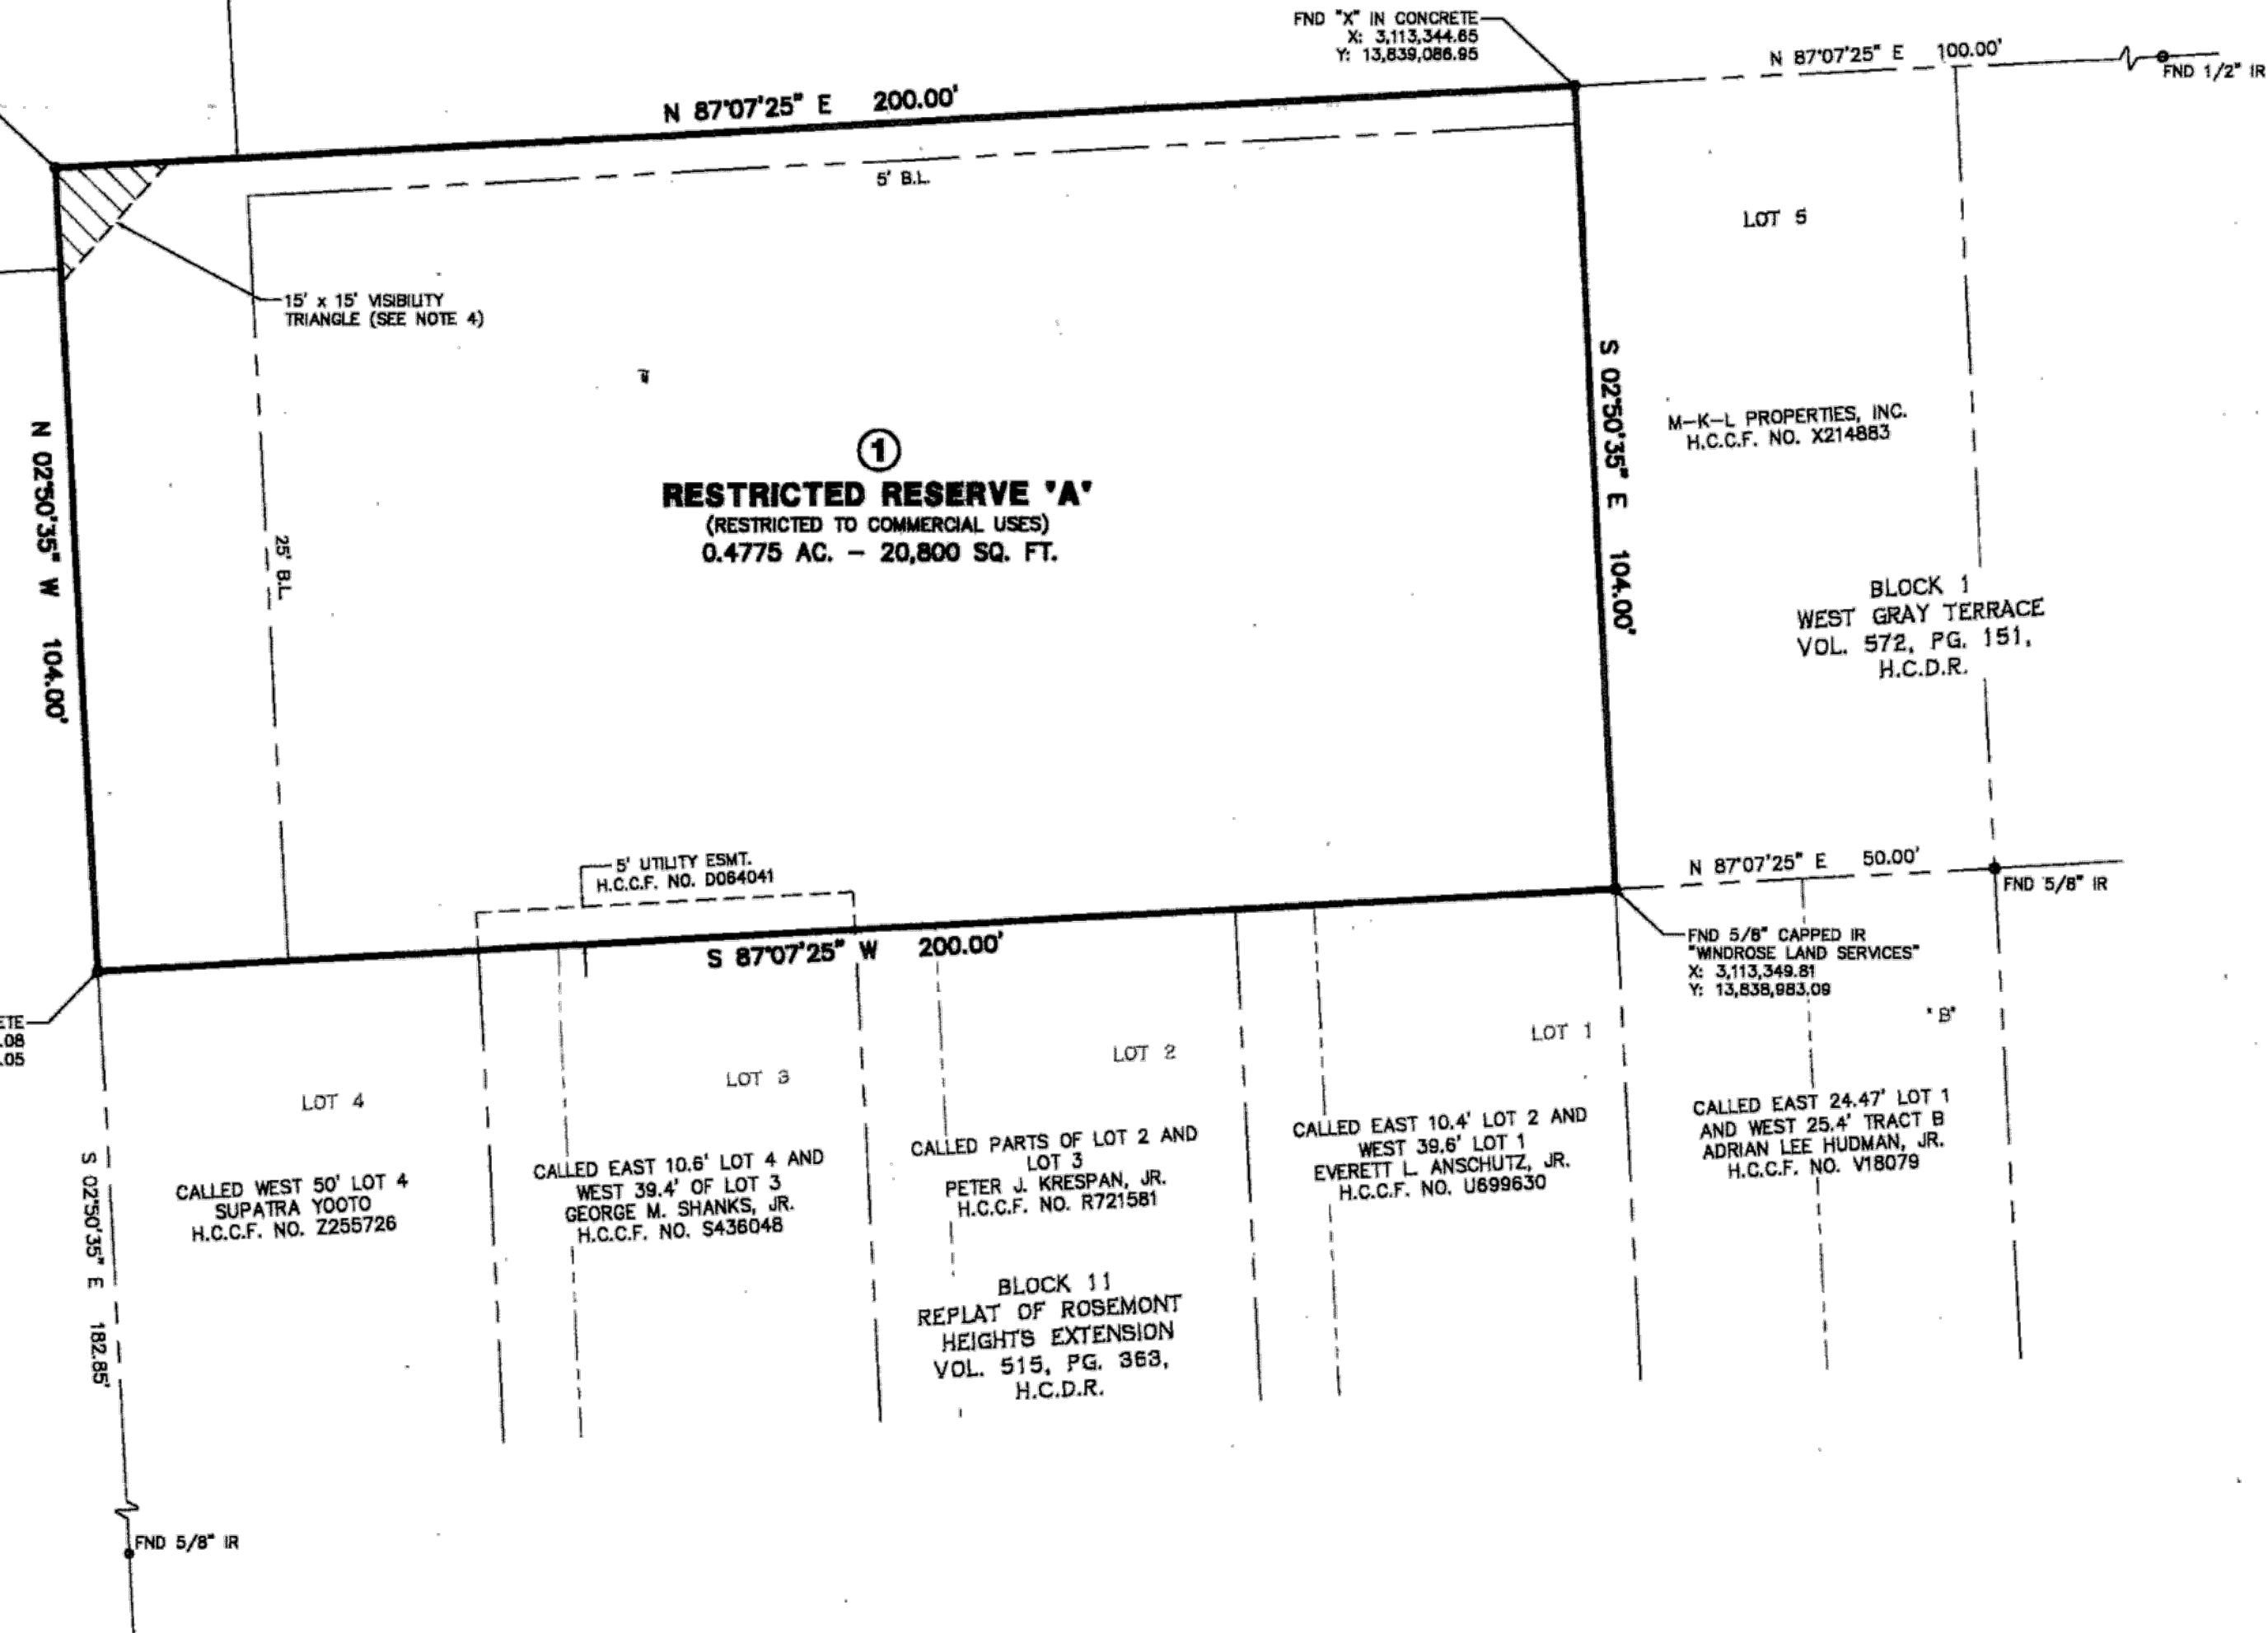 FND "X" IN CONCRETE
X: 3,113,344.65
Y: 13,839,086.95
N 87°07'25" E 100.00'
FND 1/2" IR
N 87°07'25" E 200.00'
5' B.L.
LOT 5
15' x 15' VISIBILITY
TRIANGLE (SEE NOTE 4)
N 02°50'35" W 104.00'
25' B.L.
1
RESTRICTED RESERVE 'A'
(RESTRICTED TO COMMERCIAL USES)
0.4775 AC. – 20,800 SQ. FT.
S 02°50'35" E 104.00'
M–K–L PROPERTIES, INC.
H.C.C.F. NO. X214883
BLOCK 1
WEST GRAY TERRACE
VOL. 572, PG. 151,
H.C.D.R.
5' UTILITY ESMT.
H.C.C.F. NO. D064041
N 87°07'25" E 50.00'
FND 5/8" IR
S 87°07'25" W 200.00'
FND 5/8" CAPPED IR
"WINDROSE LAND SERVICES"
X: 3,113,349.81
Y: 13,838,983.09
ETE
.08
.05
LOT 4
LOT 3
LOT 2
LOT 1
"B"
S 02°50'35" E 182.85'
CALLED WEST 50' LOT 4
SUPATRA YOOTO
H.C.C.F. NO. Z255726
CALLED EAST 10.6' LOT 4 AND
WEST 39.4' OF LOT 3
GEORGE M. SHANKS, JR.
H.C.C.F. NO. S436048
CALLED PARTS OF LOT 2 AND
LOT 3
PETER J. KRESPAN, JR.
H.C.C.F. NO. R721581
CALLED EAST 10.4' LOT 2 AND
WEST 39.6' LOT 1
EVERETT L. ANSCHUTZ, JR.
H.C.C.F. NO. U699630
CALLED EAST 24.47' LOT 1
AND WEST 25.4' TRACT B
ADRIAN LEE HUDMAN, JR.
H.C.C.F. NO. V18079
BLOCK 11
REPLAT OF ROSEMONT
HEIGHTS EXTENSION
VOL. 515, PG. 363,
H.C.D.R.
FND 5/8" IR